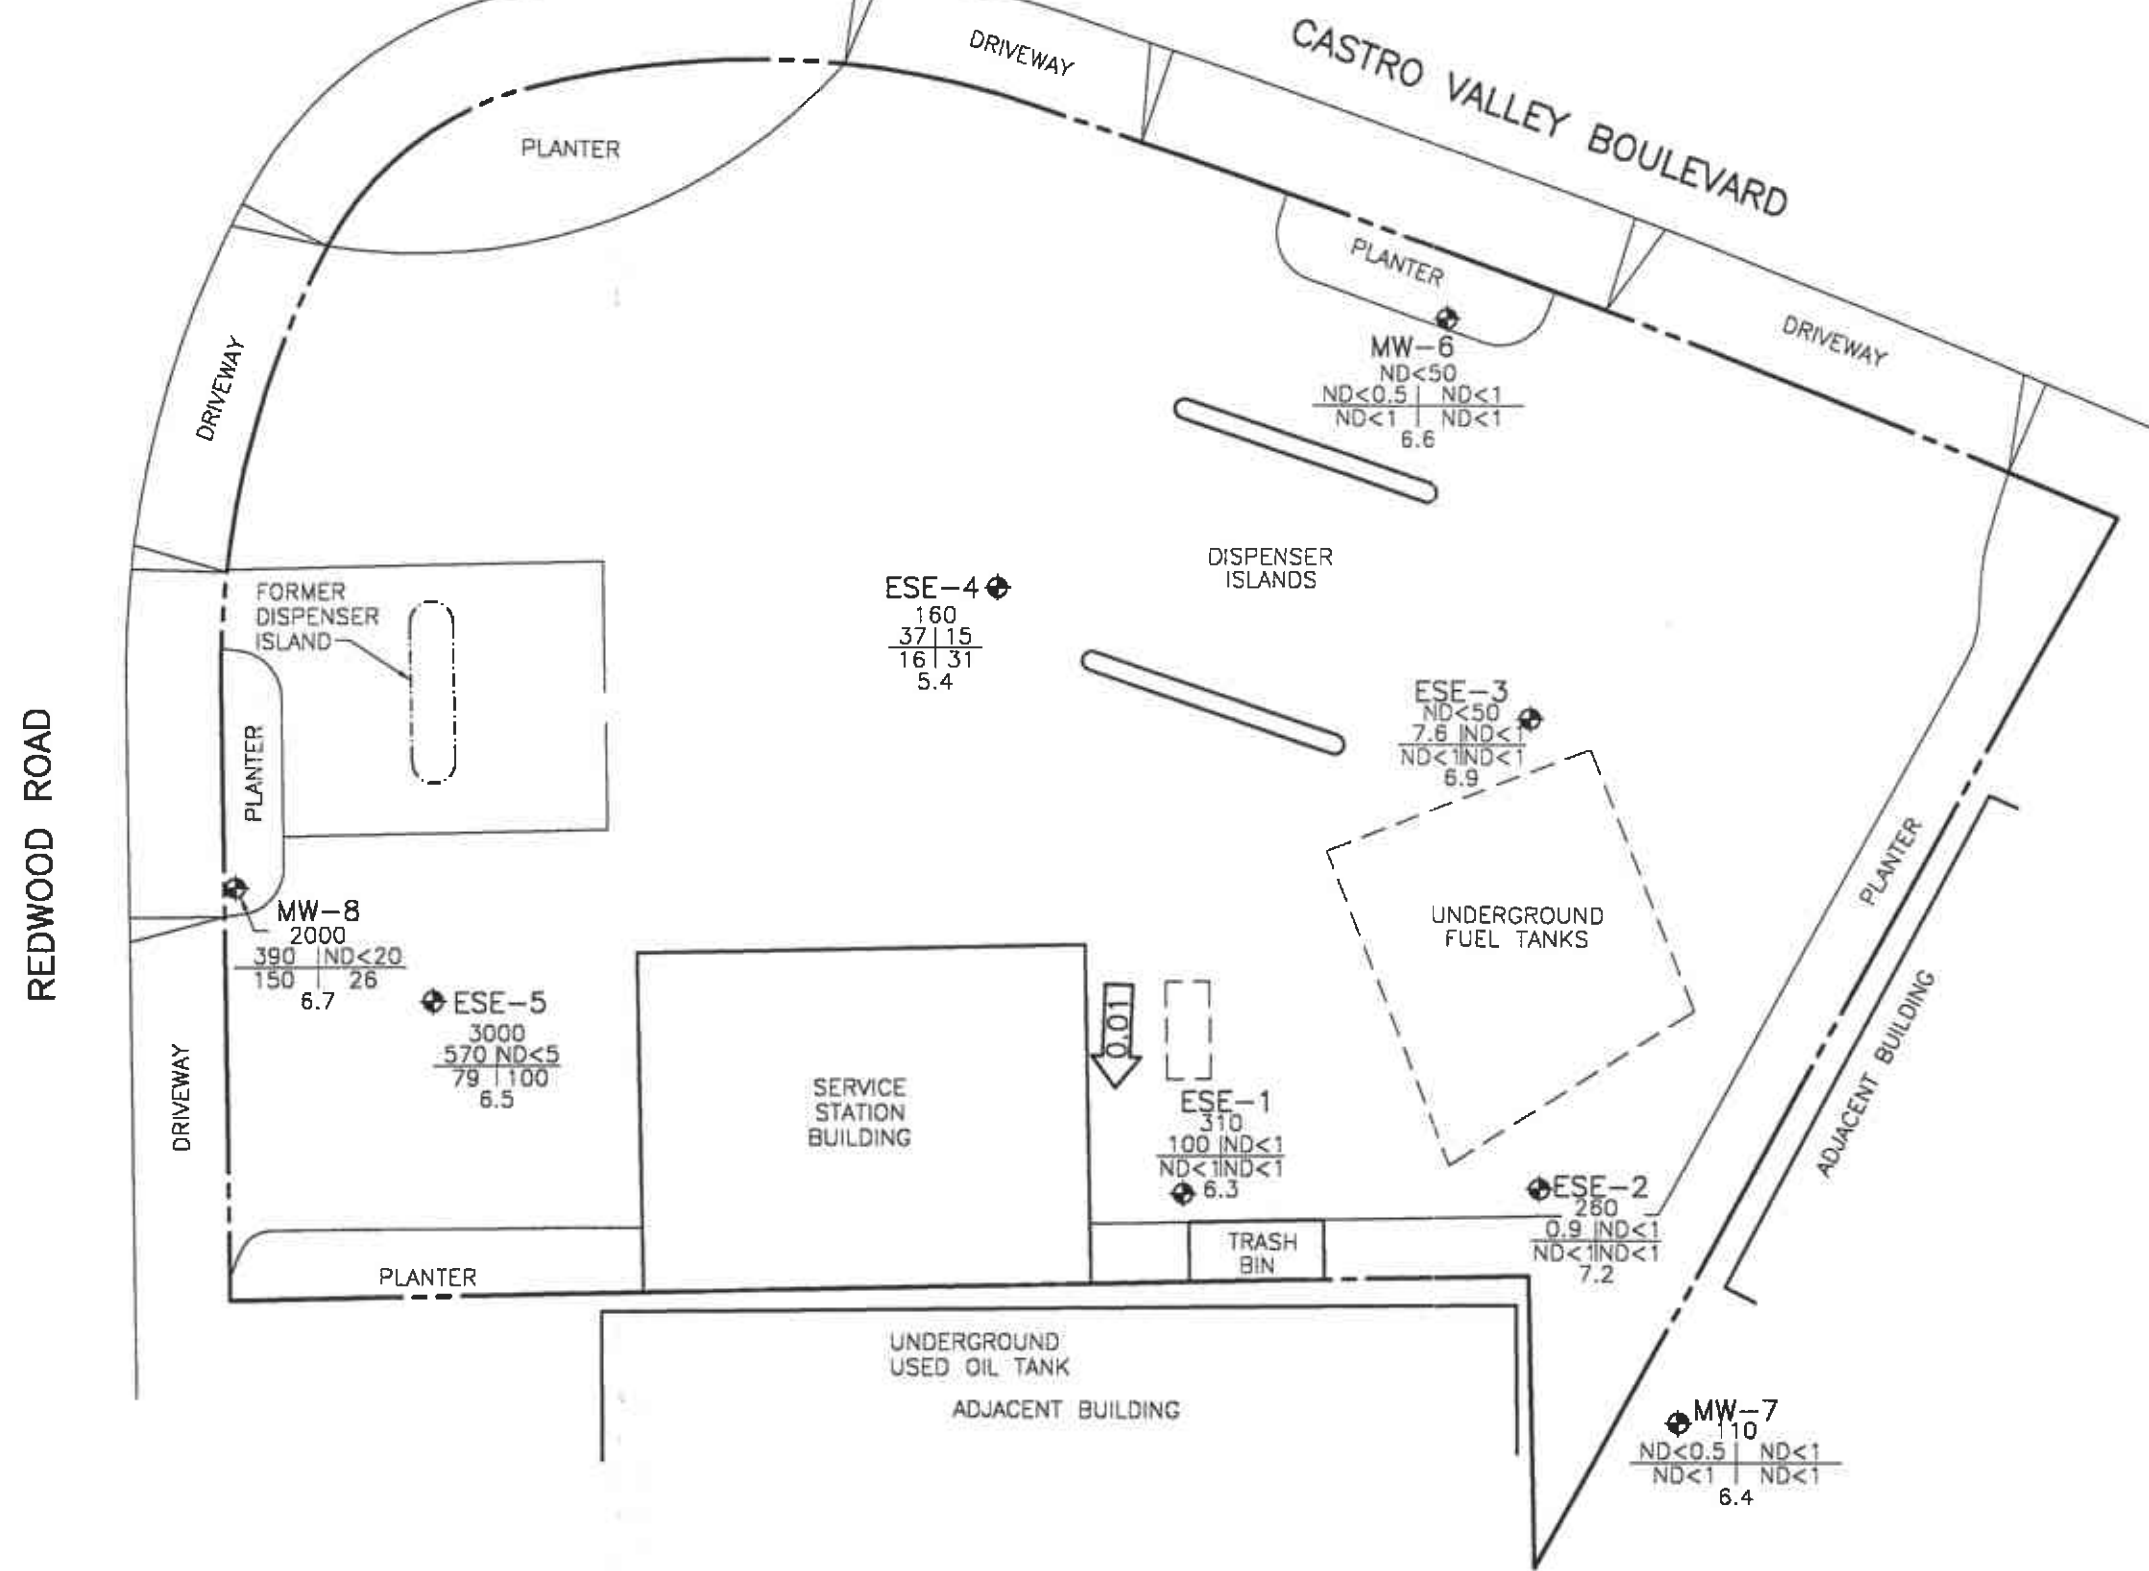 CASTRO VALLEY BOULEVARD
DRIVEWAY
PLANTER
PLANTER
DRIVEWAY
DRIVEWAY
MW-6
ND<50
ND<0.5 | ND<1
ND<1 | ND<1
6.6
DISPENSER
ISLANDS
FORMER
DISPENSER
ISLAND
ESE-4
160
37 | 15
16 | 31
5.4
ESE-3
ND<50
7.6 | ND<1
ND<1 | ND<1
6.9
REDWOOD ROAD
PLANTER
PLANTER
MW-8
2000
390 | ND<20
150 | 26
6.7
UNDERGROUND
FUEL TANKS
ESE-5
3000
570 ND<5
79 | 100
6.5
0.01
ADJACENT BUILDING
DRIVEWAY
SERVICE
STATION
BUILDING
ESE-1
310
100 | ND<1
ND<1 | ND<1
6.3
ESE-2
260
0.9 | ND<1
ND<1 | ND<1
7.2
TRASH
BIN
PLANTER
UNDERGROUND
USED OIL TANK
ADJACENT BUILDING
MW-7
110
ND<0.5 | ND<1
ND<1 | ND<1
6.4